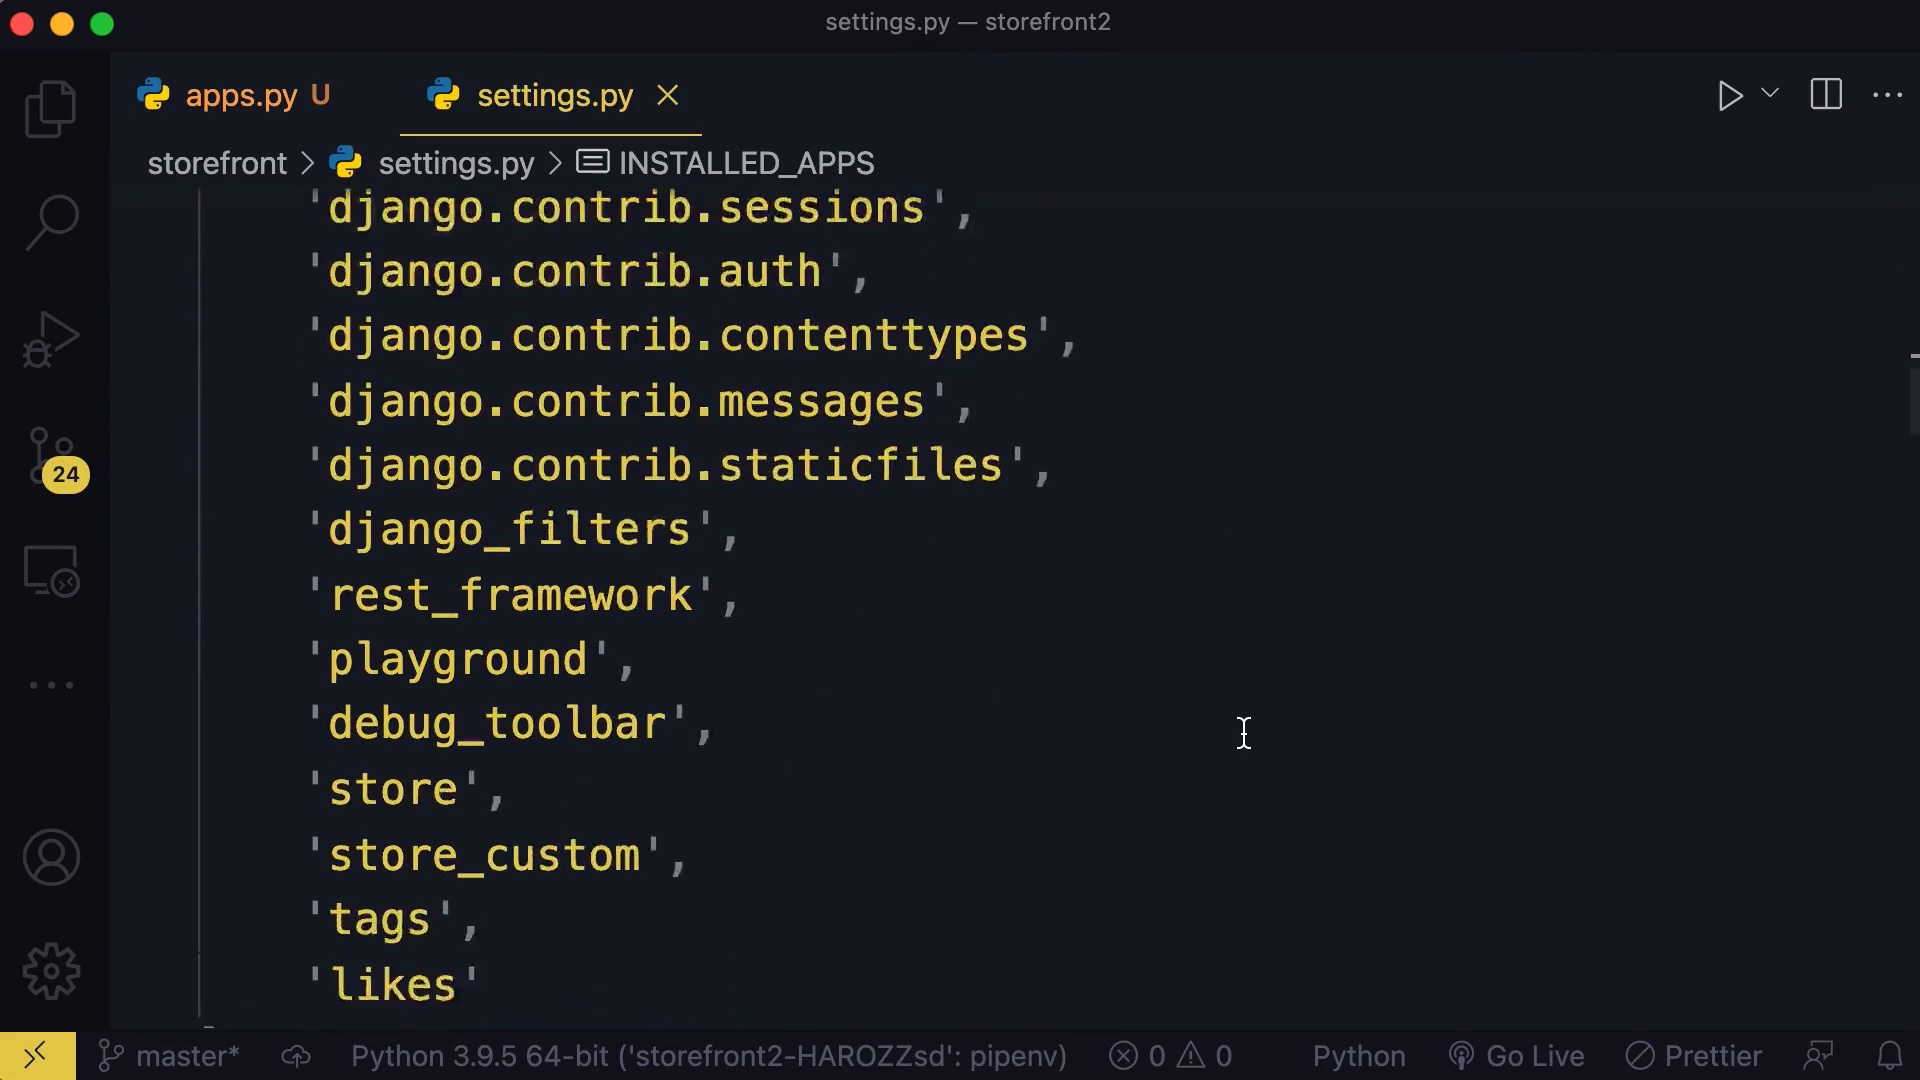 settings.py — storefront2
apps.py U
settings.py
storefront > settings.py > INSTALLED_APPS
'django.contrib.sessions',
'django.contrib.auth',
'django.contrib.contenttypes',
'django.contrib.messages',
'django.contrib.staticfiles',
'django_filters',
'rest_framework',
'playground',
'debug_toolbar',
'store',
'store_custom',
'tags',
'likes'
24
master* Python 3.9.5 64-bit ('storefront2-HAROZZsd': pipenv) 0 0 Python Go Live Prettier